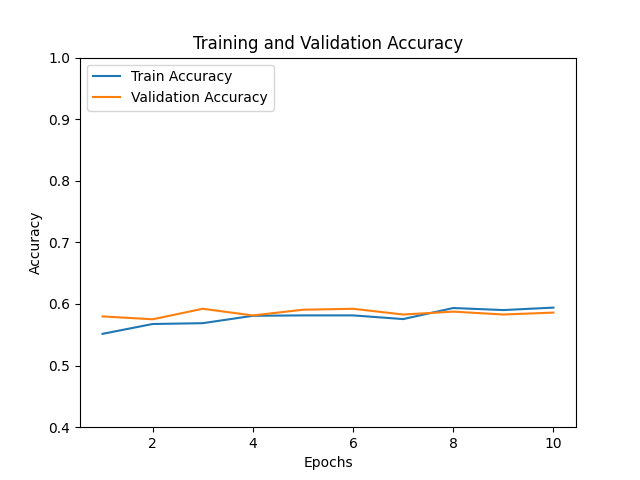 Training and Validation Accuracy
1.0
0.9
0.8
0.7
0.6
0.5
0.4
Accuracy
Train Accuracy
Validation Accuracy
2 4 6 8 10
Epochs